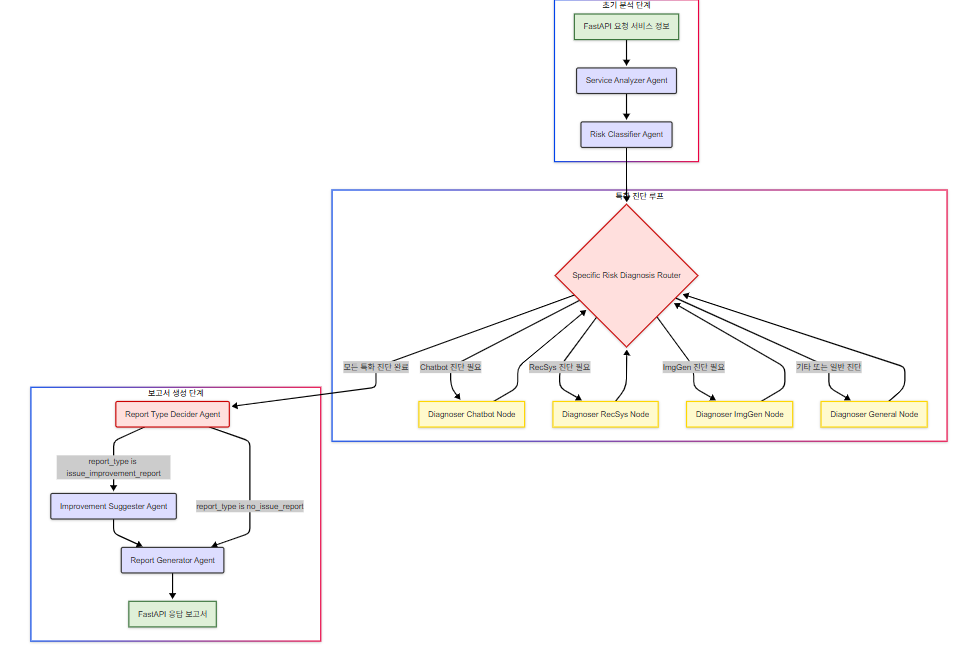 초기 분석 단계
FastAPI 요청 서비스 정보
Service Analyzer Agent
Risk Classifier Agent
특화 진단 루프
Specific Risk Diagnosis Router
모든 특화 진단 완료
Chatbot 진단 필요
RecSys 진단 필요
ImgGen 진단 필요
기타 또는 일반 진단
Diagnoser Chatbot Node
Diagnoser RecSys Node
Diagnoser ImgGen Node
Diagnoser General Node
보고서 생성 단계
Report Type Decider Agent
report_type is
issue_improvement_report
Improvement Suggester Agent
report_type is no_issue_report
Report Generator Agent
FastAPI 응답 보고서